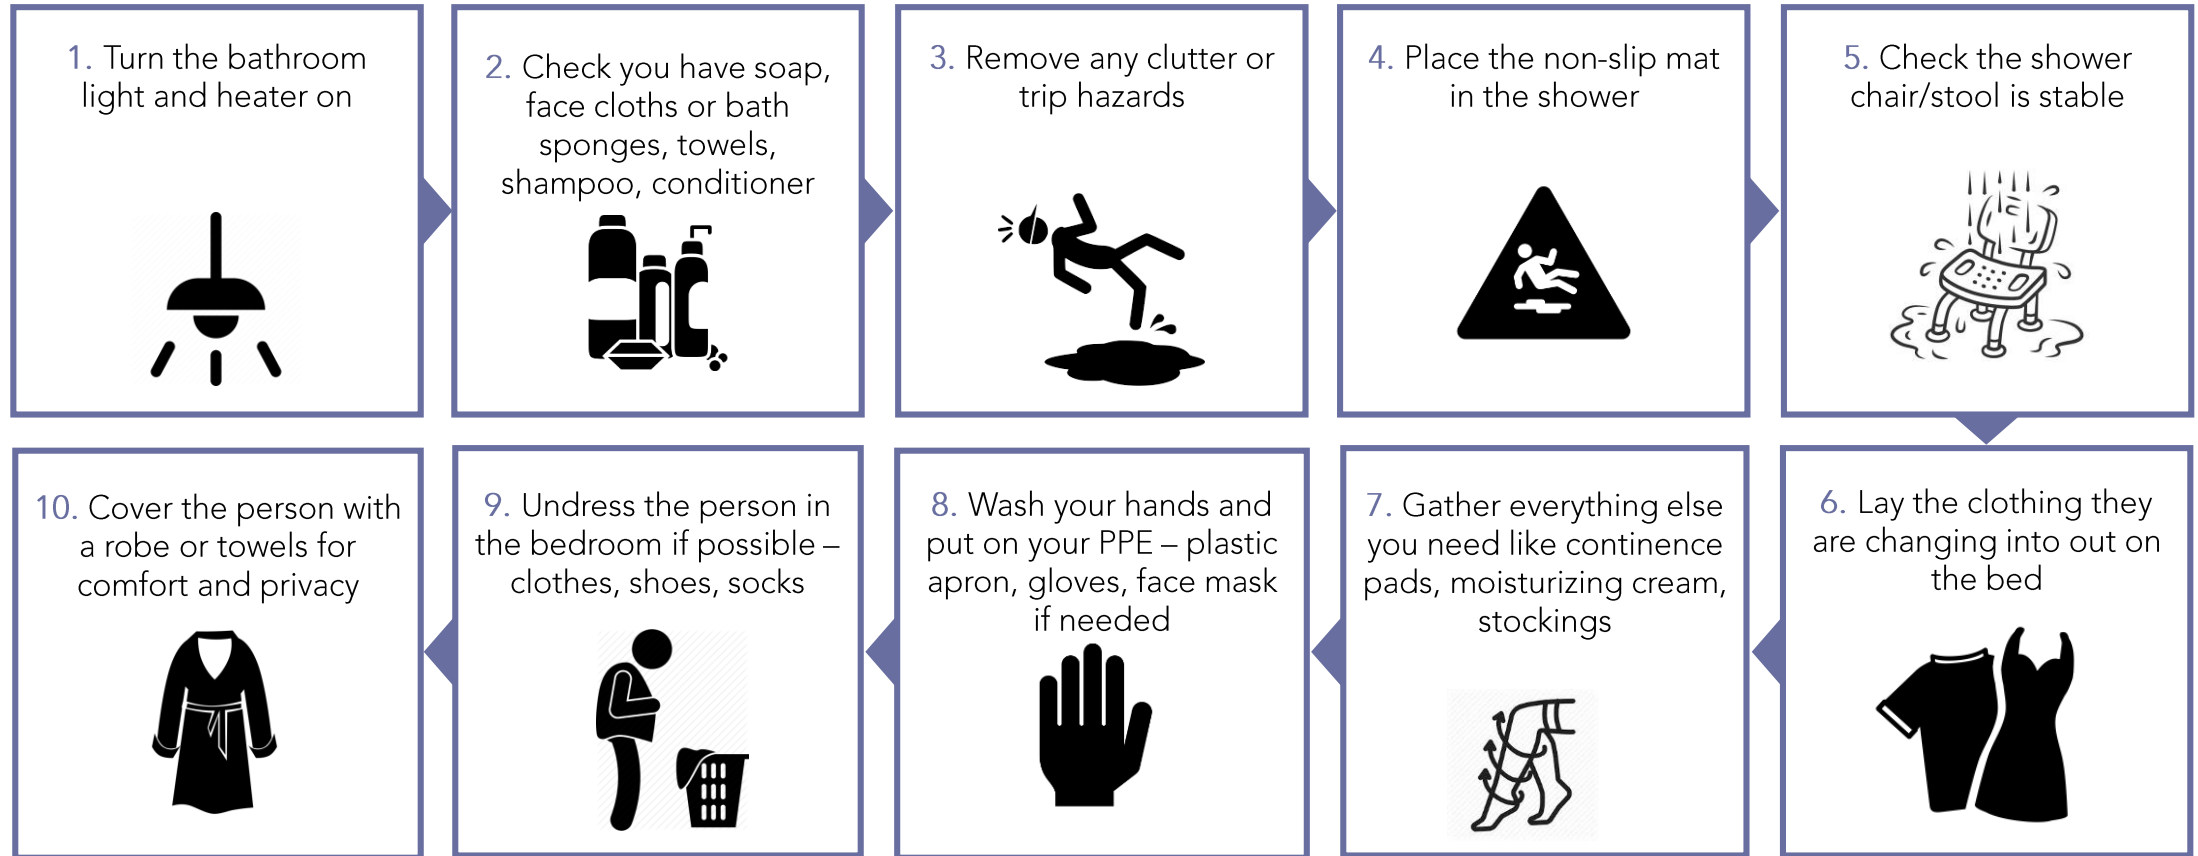 1. Turn the bathroom
light and heater on
2. Check you have soap,
face cloths or bath
sponges, towels,
shampoo, conditioner
3. Remove any clutter or
trip hazards
4. Place the non-slip mat
in the shower
5. Check the shower
chair/stool is stable
6. Lay the clothing they
are changing into out on
the bed
7. Gather everything else
you need like continence
pads, moisturizing cream,
stockings
8. Wash your hands and
put on your PPE – plastic
apron, gloves, face mask
if needed
9. Undress the person in
the bedroom if possible –
clothes, shoes, socks
10. Cover the person with
a robe or towels for
comfort and privacy